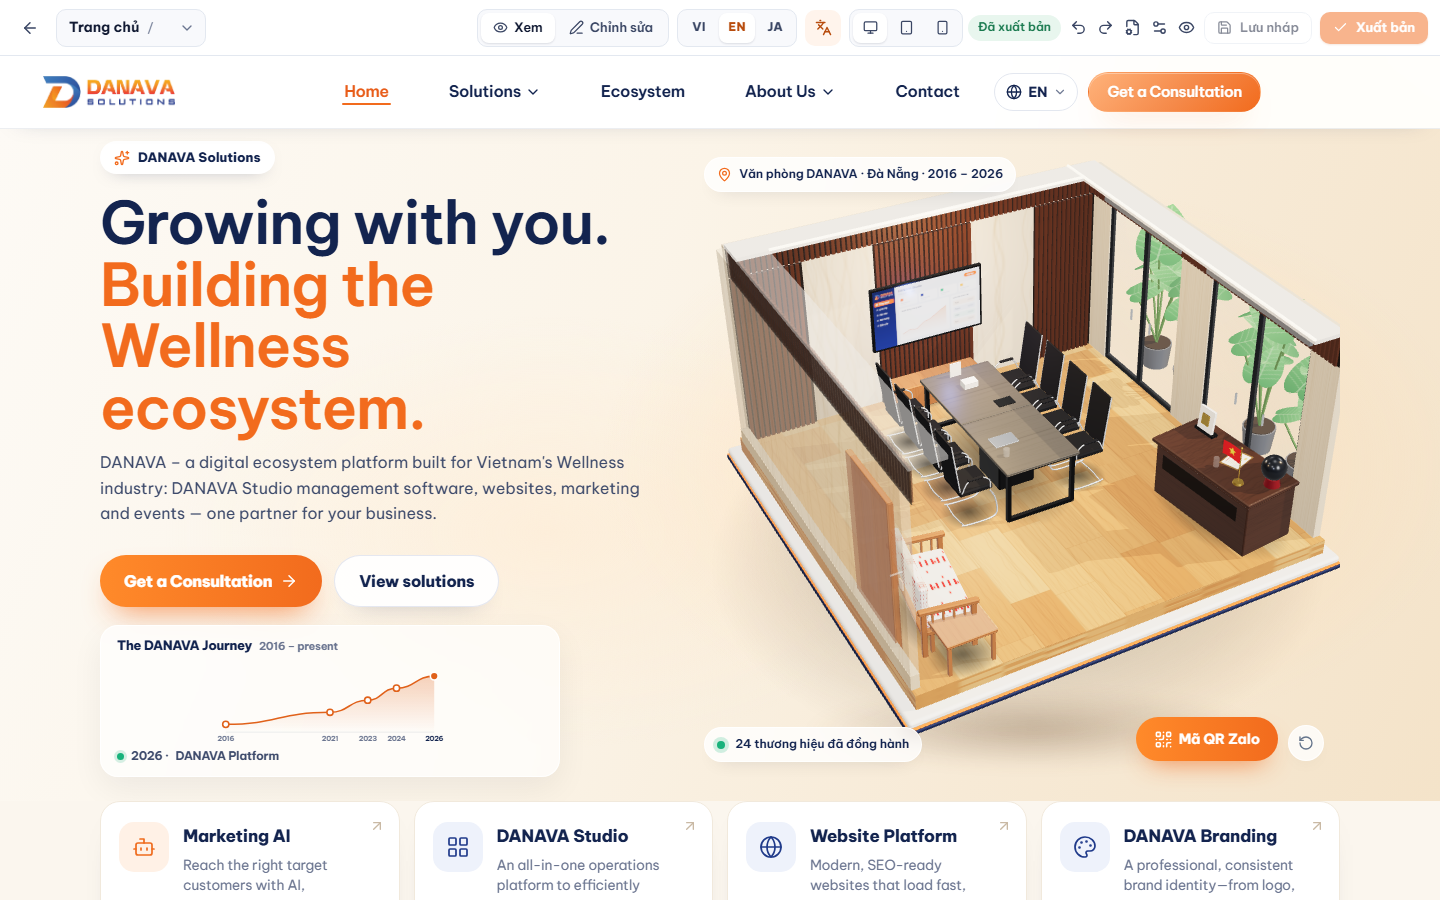 Trang chủ /
Xem
Chỉnh sửa
VI
EN
JA
Đã xuất bản
Lưu nháp
Xuất bản
DANAVA
SOLUTIONS
Home
Solutions
Ecosystem
About Us
Contact
EN
Get a Consultation
DANAVA Solutions
Growing with you.
Building the
Wellness
ecosystem.
DANAVA – a digital ecosystem platform built for Vietnam's Wellness
industry: DANAVA Studio management software, websites, marketing
and events — one partner for your business.
Get a Consultation
View solutions
The DANAVA Journey 2016 – present
2016
2021
2023
2024
2026
2026 · DANAVA Platform
Văn phòng DANAVA · Đà Nẵng · 2016 – 2026
24 thương hiệu đã đồng hành
Mã QR Zalo
Marketing AI
Reach the right target
customers with AI,
DANAVA Studio
An all-in-one operations
platform to efficiently
Website Platform
Modern, SEO-ready
websites that load fast,
DANAVA Branding
A professional, consistent
brand identity—from logo,